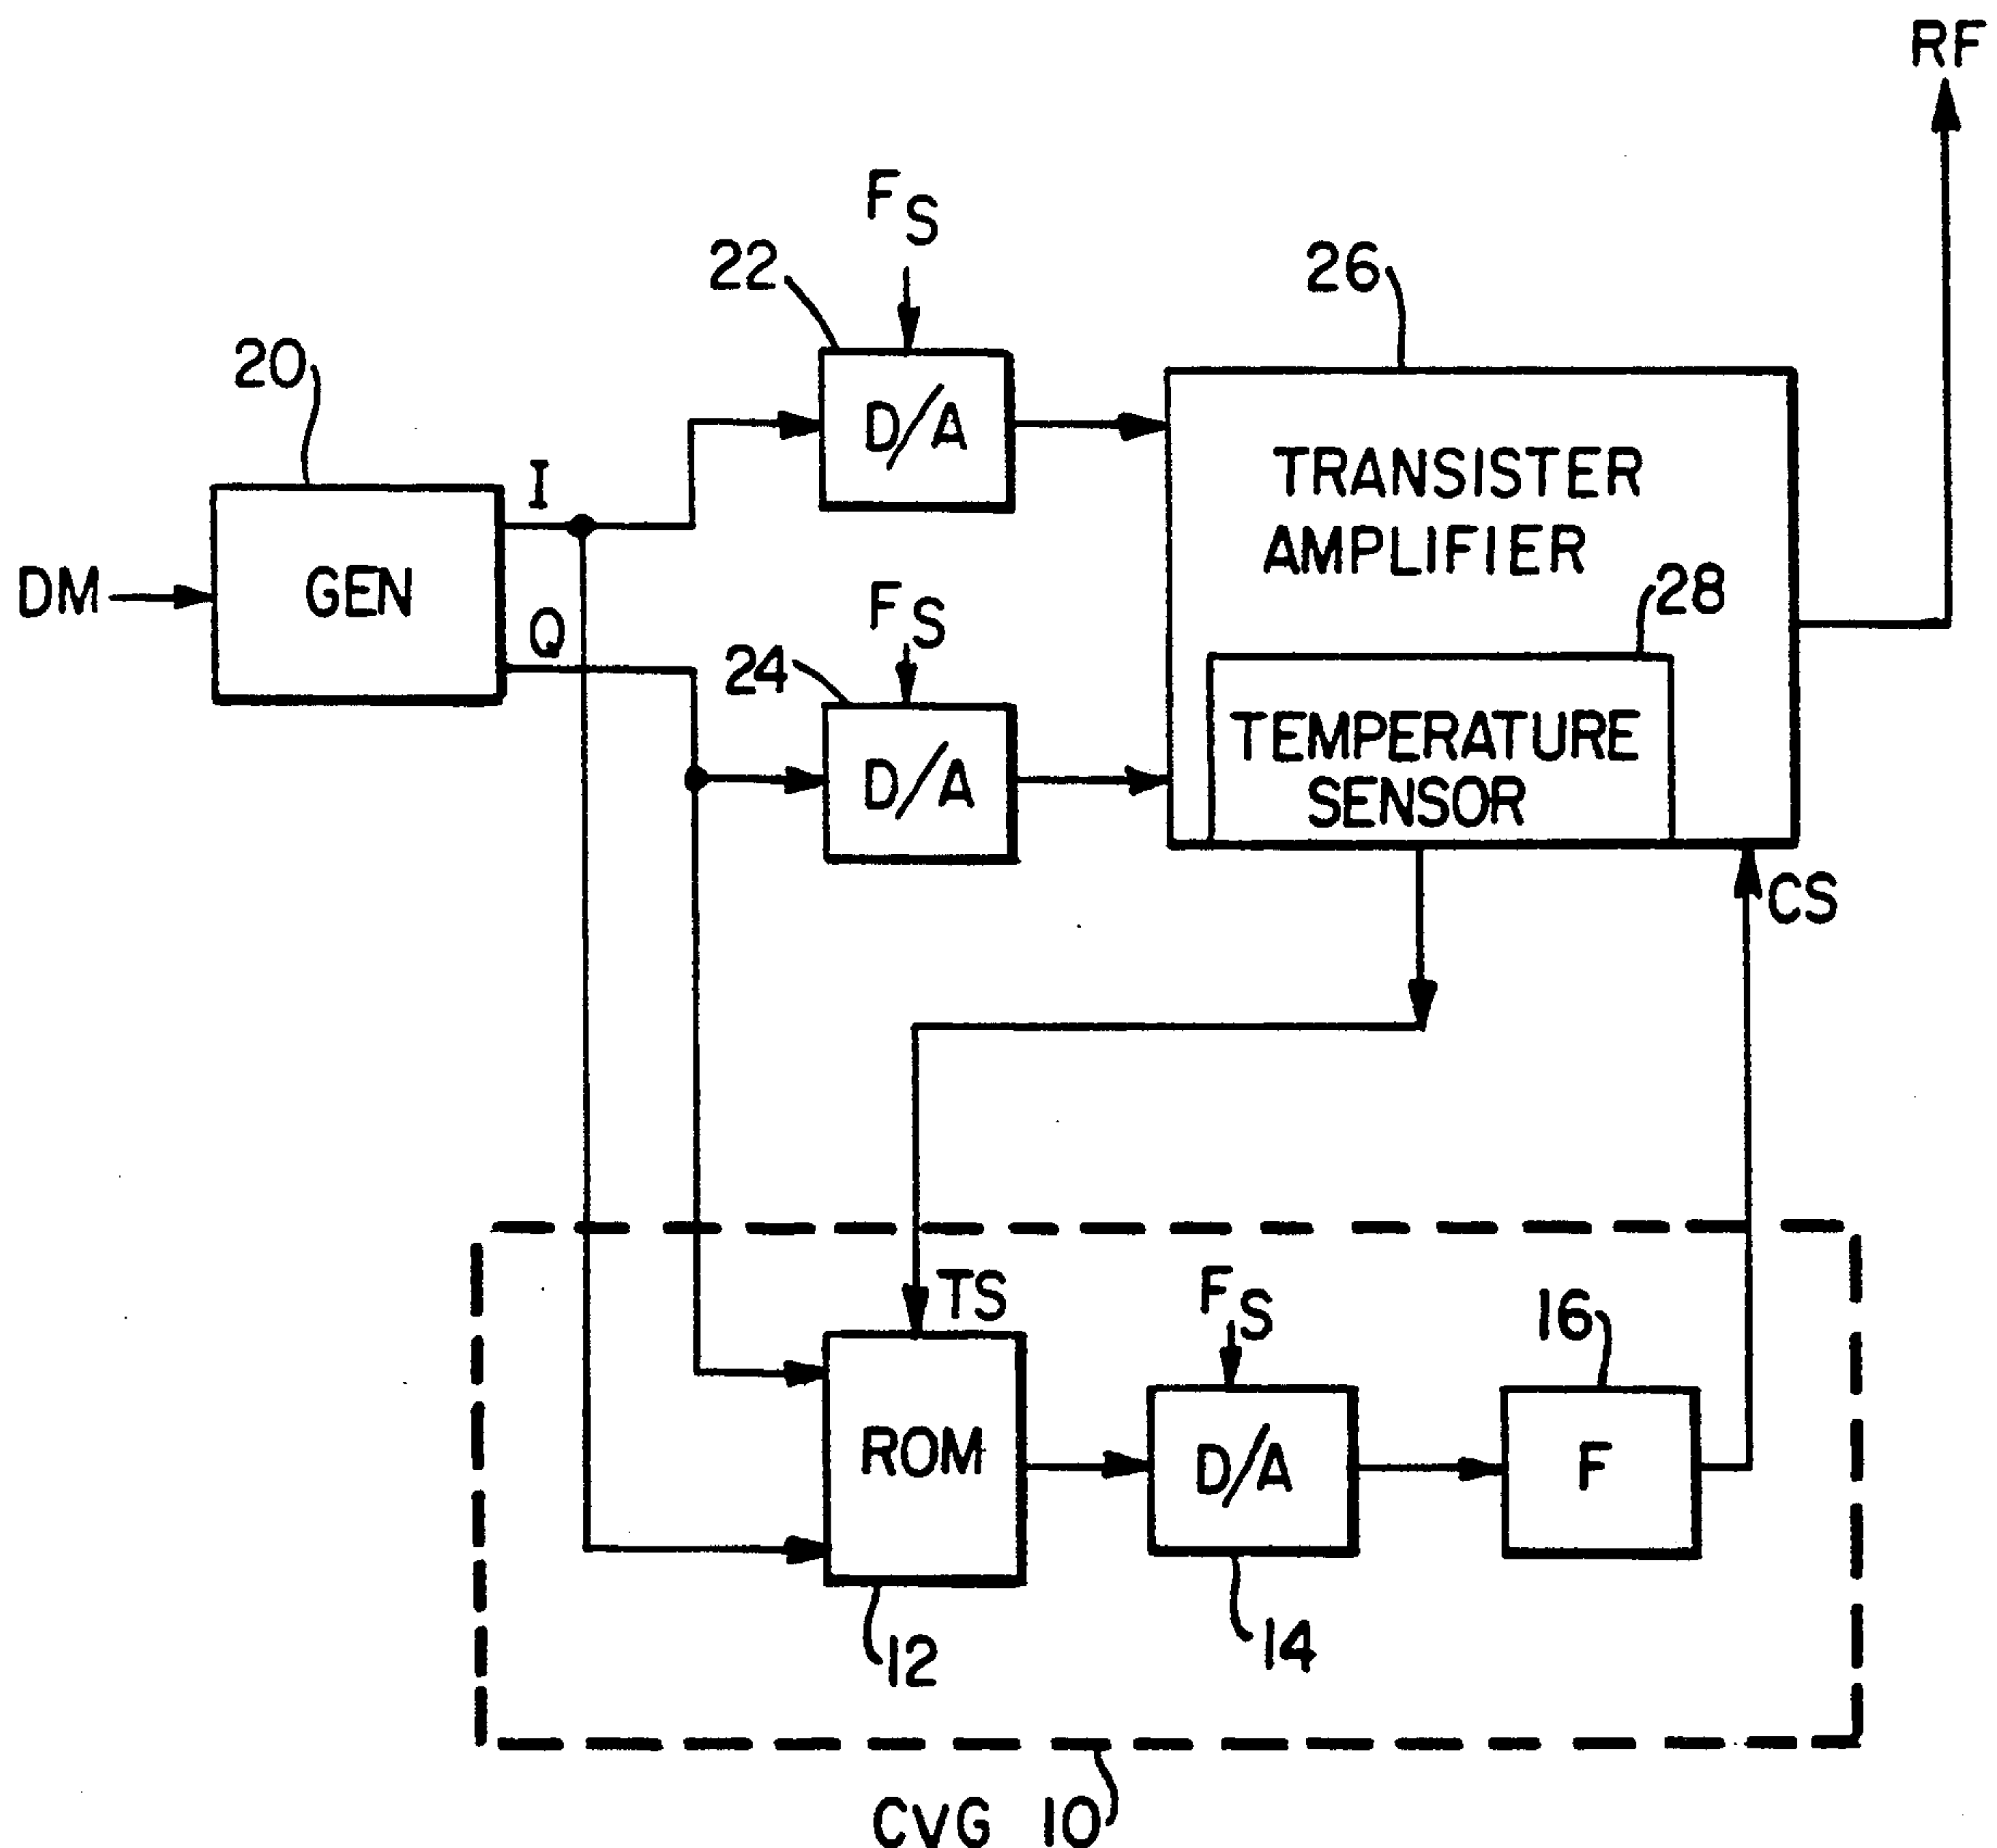 RF
FS
22
26
20
D/A
TRANSISTER
AMPLIFIER
I
DM
GEN
28
FS
Q
24
TEMPERATURE
SENSOR
D/A
CS
TS
FS
16
ROM
D/A
F
12
14
CVG 10